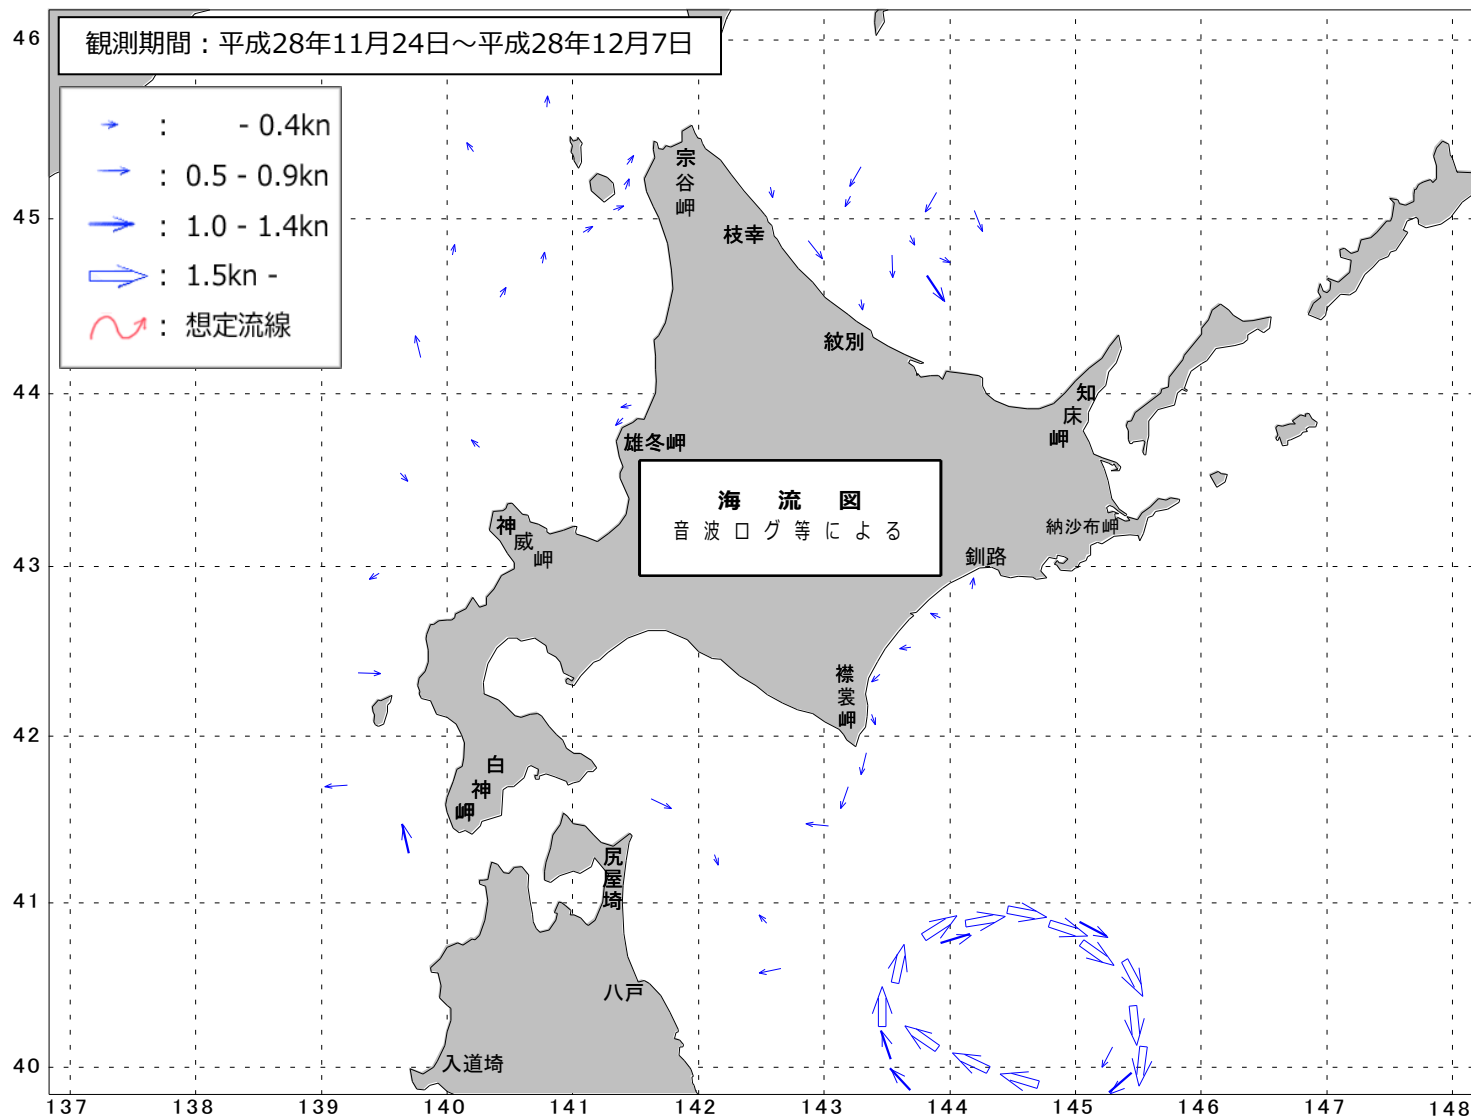 観測期間：平成28年11月24日～平成28年12月7日
： - 0.4kn
： 0.5 - 0.9kn
： 1.0 - 1.4kn
： 1.5kn -
： 想定流線
46
45
44
43
42
41
40
宗谷岬
枝幸
紋別
知床岬
雄冬岬
海 流 図
音 波 ロ グ 等 に よ る
納沙布岬
神威岬
釧路
襟裳岬
白神岬
尻屋埼
八戸
入道埼
137 138 139 140 141 142 143 144 145 146 147 148